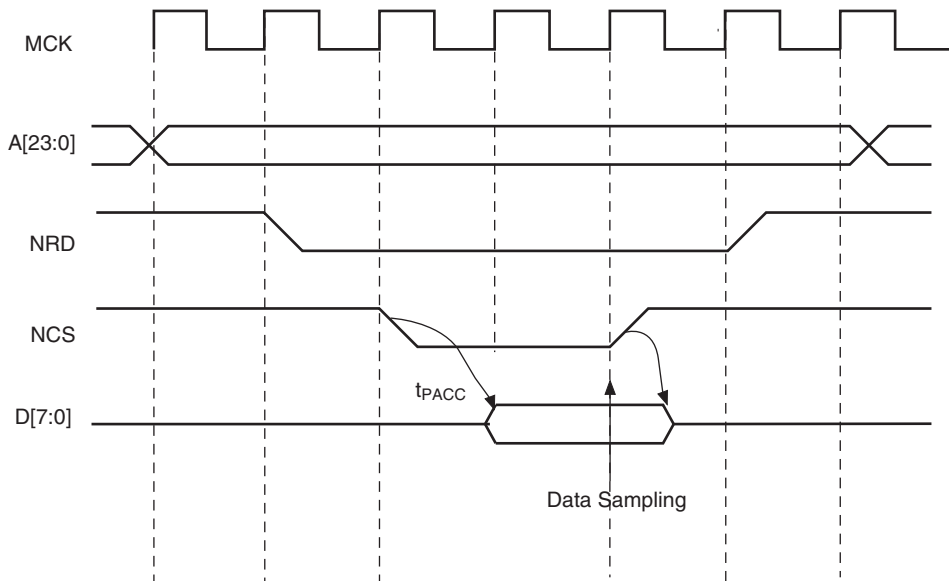 MCK
A[23:0]
NRD
NCS
tPACC
D[7:0]
Data Sampling